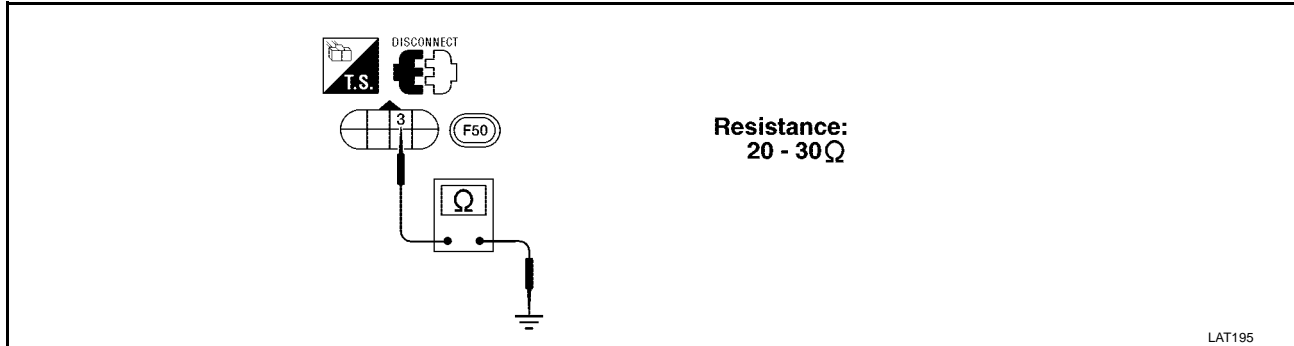 DISCONNECT
T.S.
3
F50
Ω
Resistance:
20 - 30Ω
LAT195